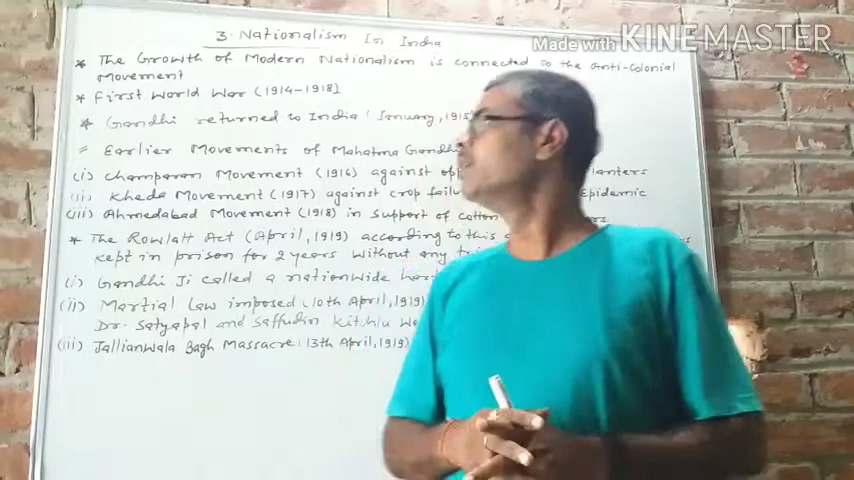 3. Nationalism In India
Made with KINEMASTER
* The Growth of Modern Nationalism is connected to the Anti-Colonial
Movement
* First World War (1914-1918)
* Gandhi returned to India January, 1915
= Earlier Movements of Mahatma Gandhi
(i) Champaran Movement (1916) against planters
(ii) Kheda Movement (1917) against crop Epidemic
(iii) Ahmedabad Movement (1918) in support of cotton
* The Rowlatt Act (April, 1919) according to this
kept in prison for 2 years without any
(i) Gandhi Ji called a nationwide
(ii) Martial Law imposed (10th April, 1919)
Dr. Satyapal and Saffudin Kitchlu
(iii) Jallianwala Bagh Massacre: 13th April, 1919